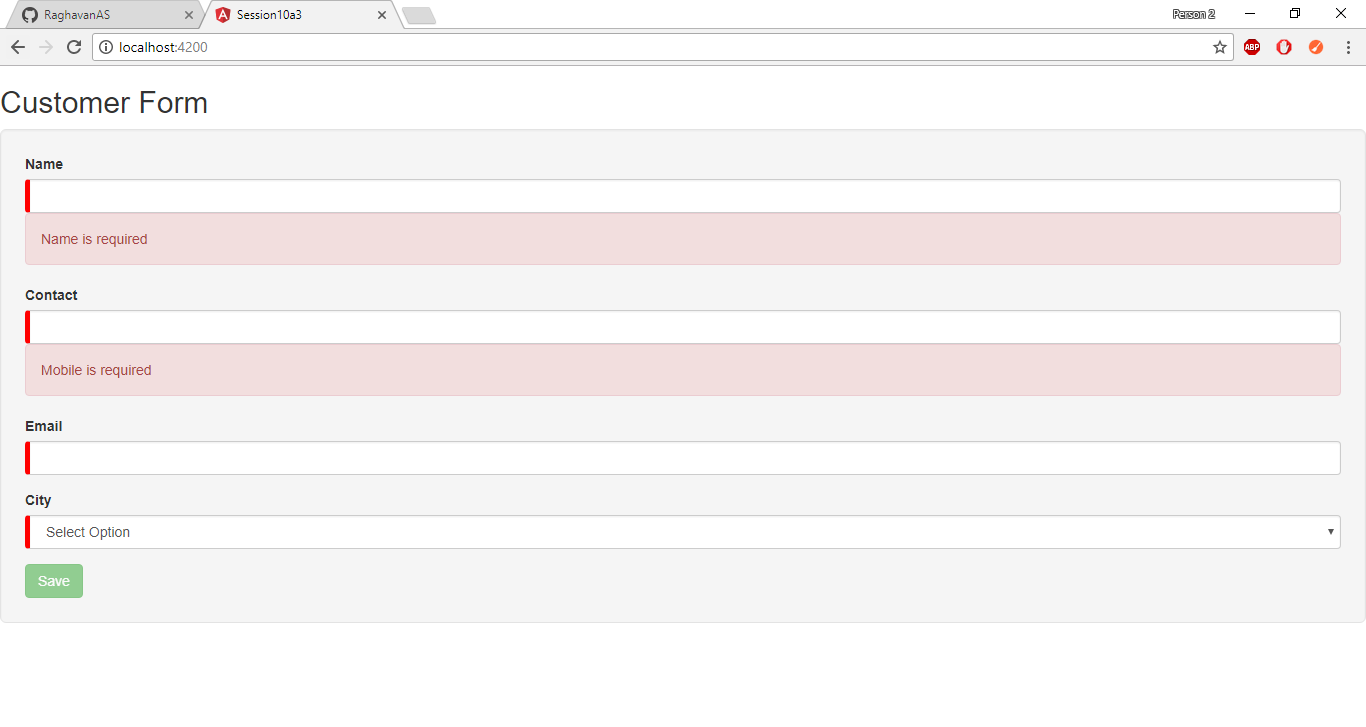 RaghavanAS
Session10a3
Person 2
localhost:4200
ABP
Customer Form
Name
Name is required
Contact
Mobile is required
Email
City
Select Option
Save